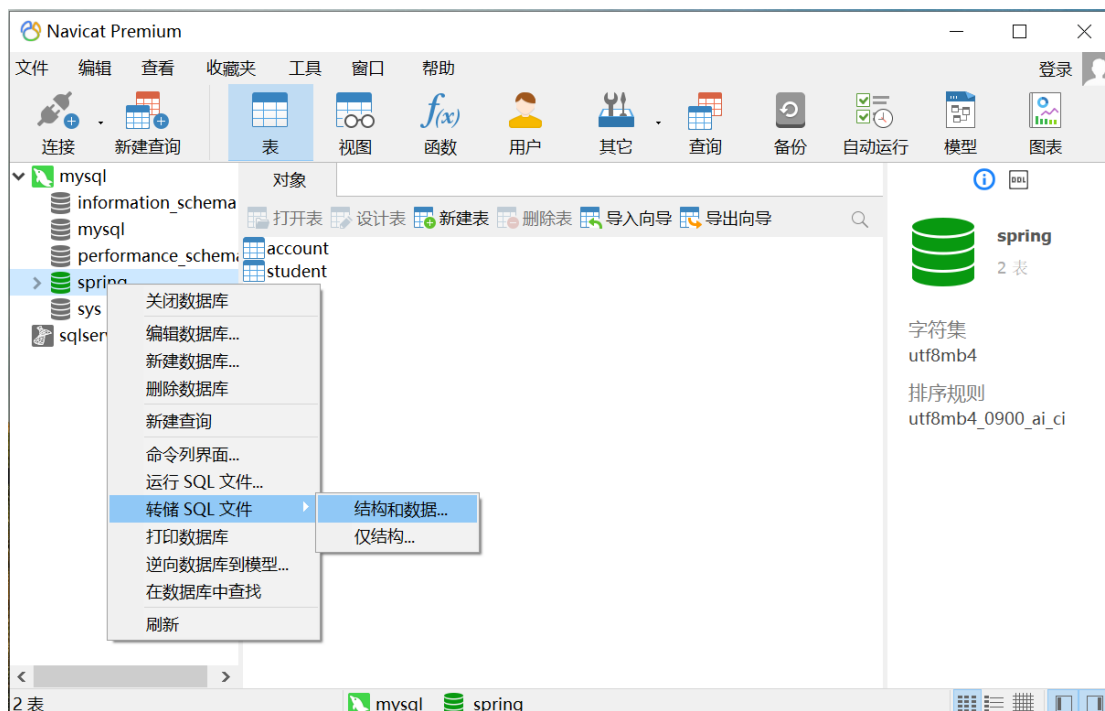 Navicat Premium
文件 编辑 查看 收藏夹 工具 窗口 帮助 登录
连接 新建查询 表 视图 函数 用户 其它 查询 备份 自动运行 模型 图表
mysql
information_schema
mysql
performance_schema
spring
sys
sqlser
对象
打开表 设计表 新建表 删除表 导入向导 导出向导
account
student
关闭数据库
编辑数据库...
新建数据库...
删除数据库
新建查询
命令列界面...
运行 SQL 文件...
转储 SQL 文件
打印数据库
逆向数据库到模型...
在数据库中查找
刷新
结构和数据...
仅结构...
DDL
spring
2 表
字符集
utf8mb4
排序规则
utf8mb4_0900_ai_ci
2 表 mysql spring